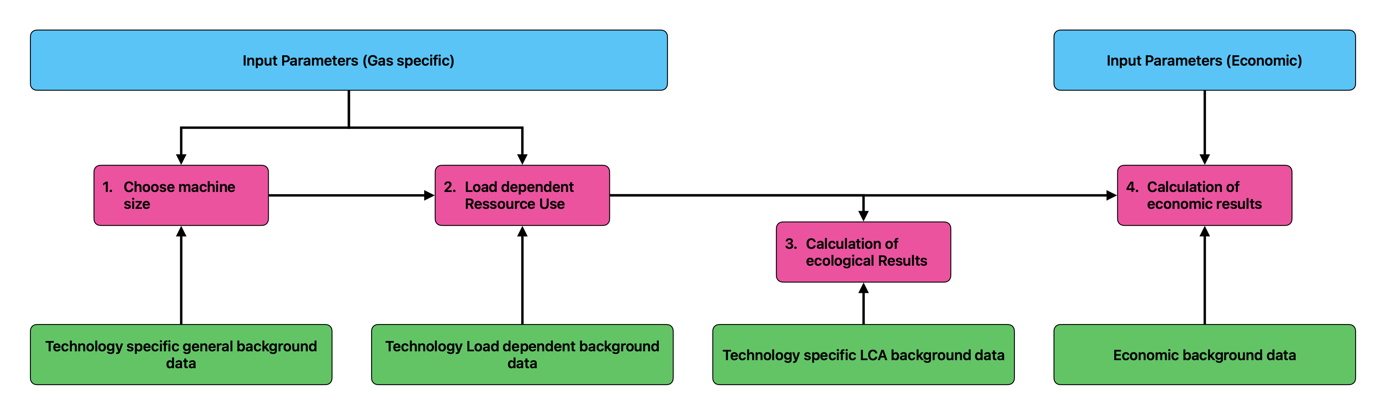 Input Parameters (Gas specific)
Input Parameters (Economic)
1. Choose machine
size
2. Load dependent
Ressource Use
4. Calculation of
economic results
3. Calculation of
ecological Results
Technology specific general background
data
Technology Load dependent background
data
Technology specific LCA background data
Economic background data